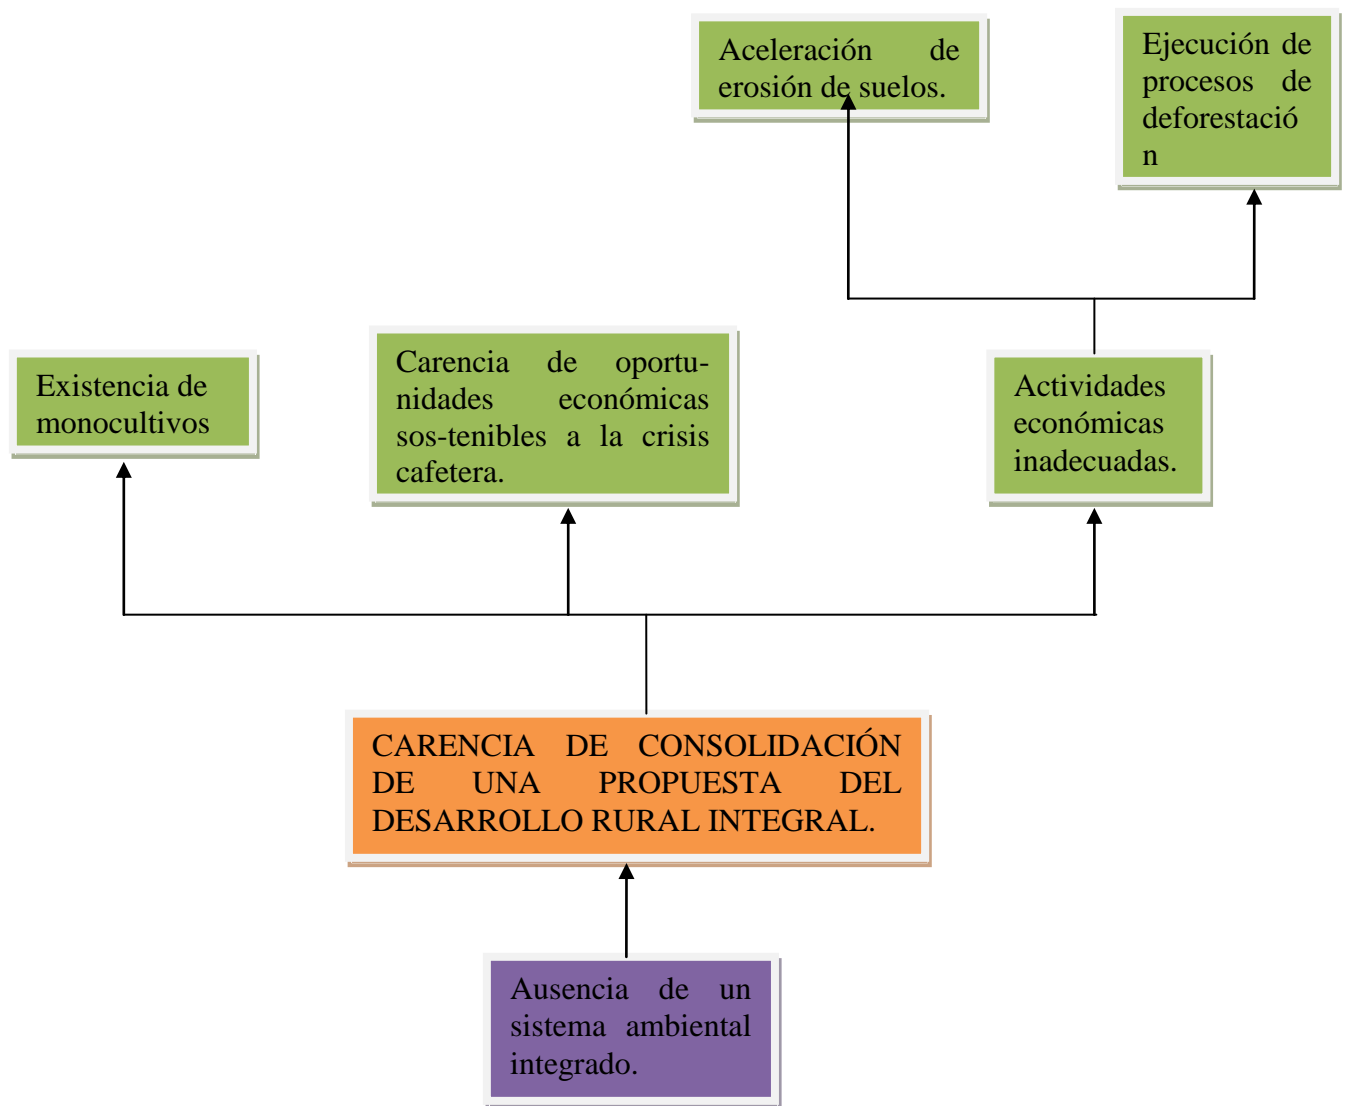 Aceleración de
erosión de suelos.
Ejecución de
procesos de
deforestació
n
Existencia de
monocultivos
Carencia de oportu-
nidades económicas
sos-tenibles a la crisis
cafetera.
Actividades
económicas
inadecuadas.
CARENCIA DE CONSOLIDACIÓN
DE UNA PROPUESTA DEL
DESARROLLO RURAL INTEGRAL.
Ausencia de un
sistema ambiental
integrado.